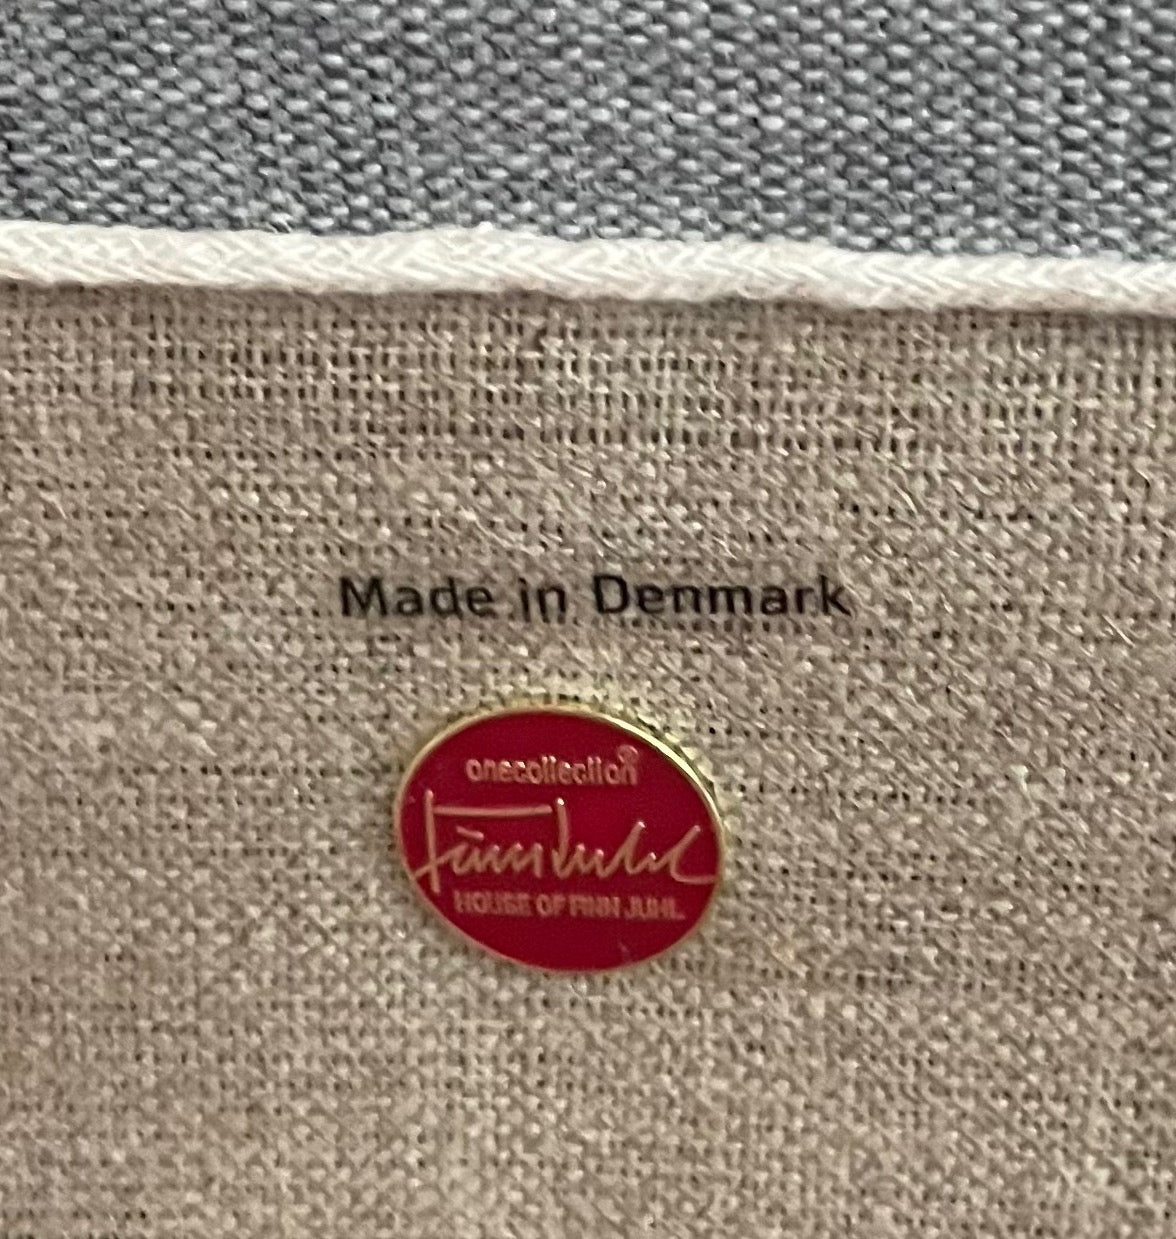 Made in Denmark
onecollection®
Finn Juhl
HOUSE OF FINN JUHL